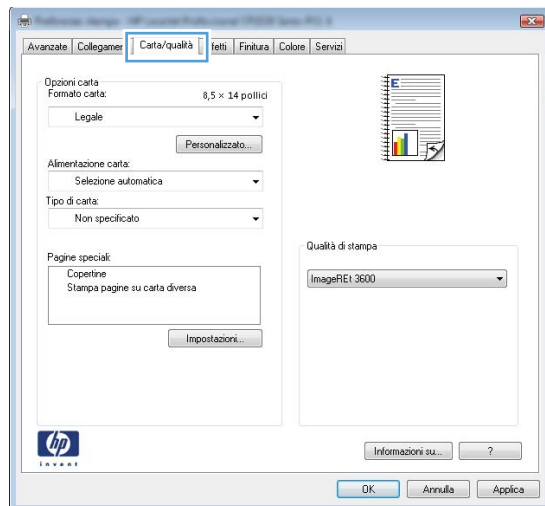 Avanzate Collegamen Carta/qualità fetti Finitura Colore Servizi
Opzioni carta
Formato carta: 8,5 × 14 pollici
Legale
Personalizzato...
Alimentazione carta:
Selezione automatica
Tipo di carta:
Non specificato
Pagine speciali:
Copertine
Stampa pagine su carta diversa
Impostazioni...
E
Qualità di stampa
ImageREt 3600
hp
invent
Informazioni su... ?
OK Annulla Applica